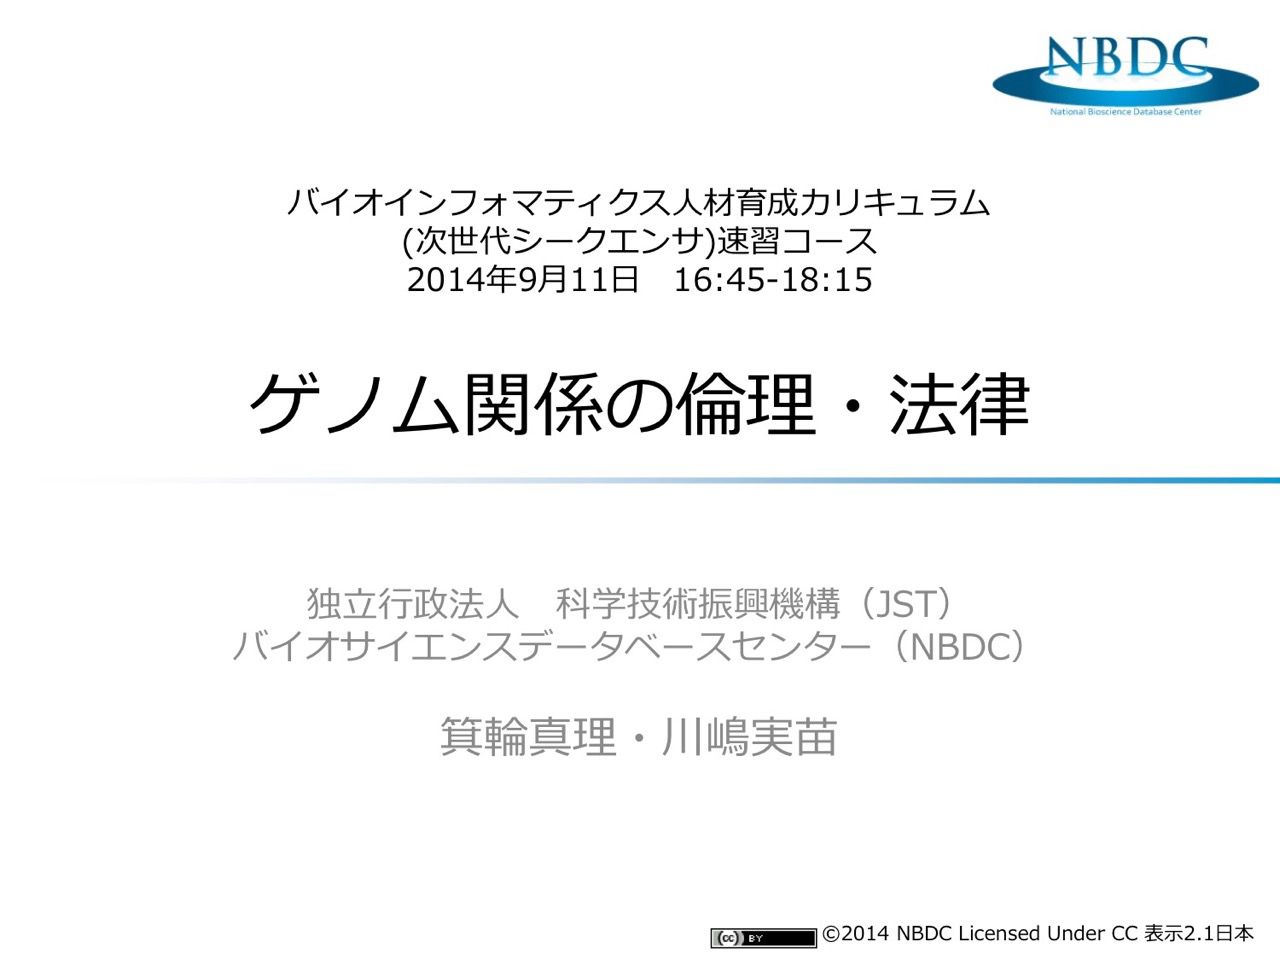 NBDC
National Bioscience Database Center
バイオインフォマティクス人材育成カリキュラム
(次世代シークエンサ)速習コース
2014年9月11日　16:45-18:15
ゲノム関係の倫理・法律
独立行政法人　科学技術振興機構（JST）
バイオサイエンスデータベースセンター（NBDC）
箕輪真理・川嶋実苗
cc BY ©2014 NBDC Licensed Under CC 表示2.1日本